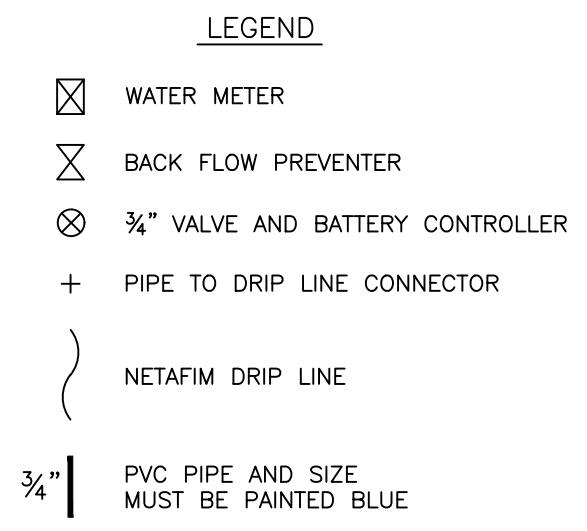 LEGEND
WATER METER
BACK FLOW PREVENTER
¾" VALVE AND BATTERY CONTROLLER
PIPE TO DRIP LINE CONNECTOR
NETAFIM DRIP LINE
¾" PVC PIPE AND SIZE
MUST BE PAINTED BLUE